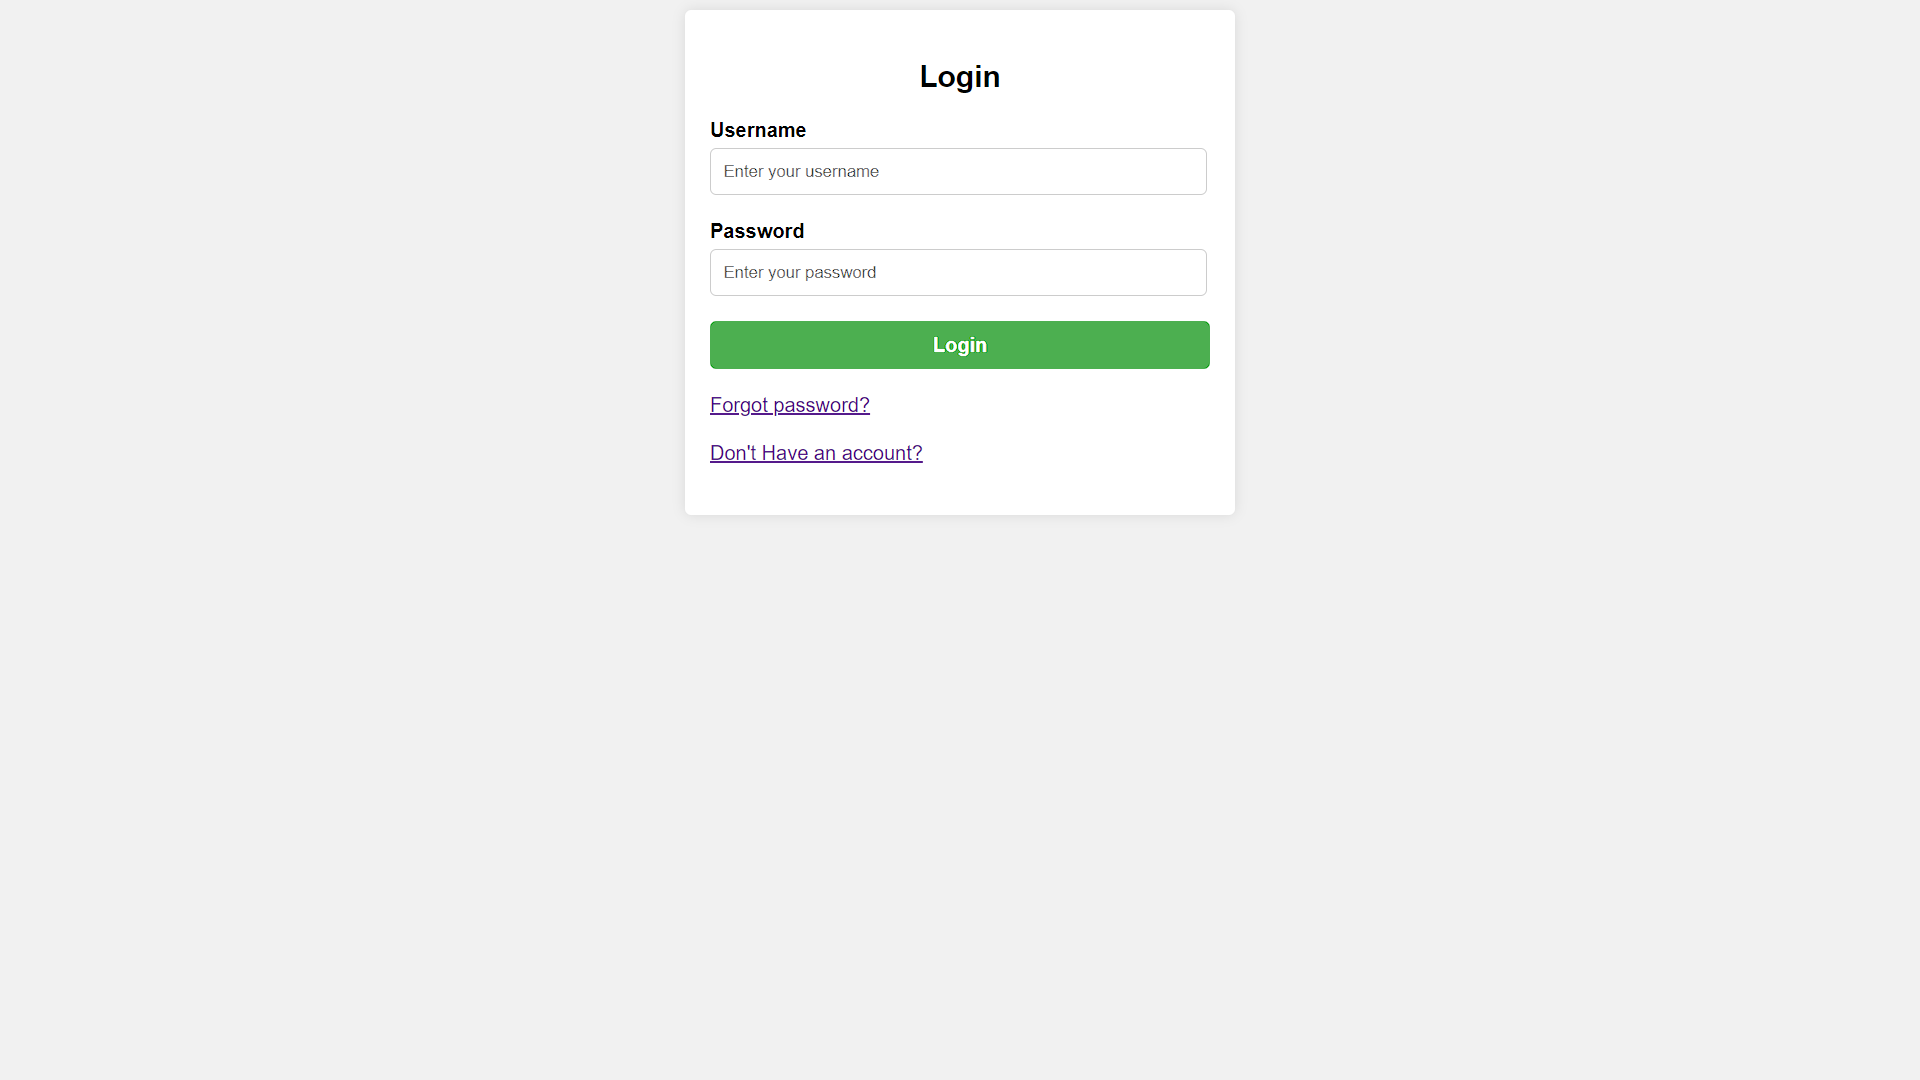 Login
Username
Enter your username
Password
Enter your password
Login
Forgot password?
Don't Have an account?